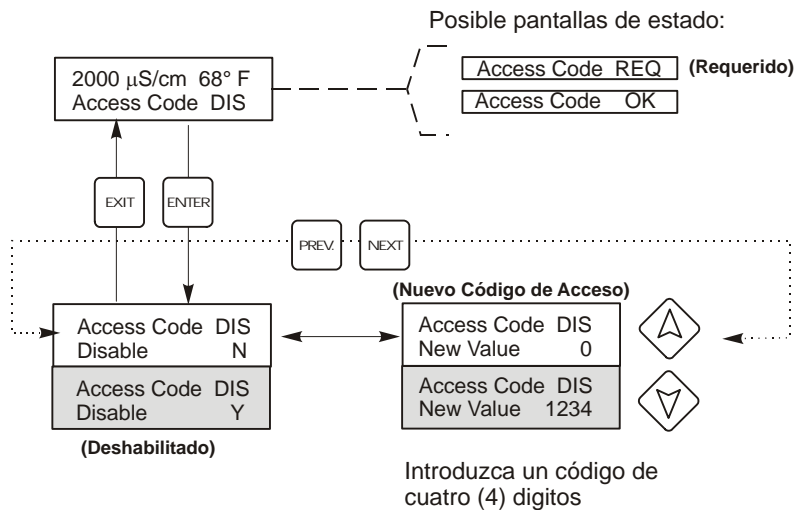 Posible pantallas de estado:
2000 µS/cm 68° F
Access Code DIS
Access Code REQ
(Requerido)
Access Code OK
EXIT
ENTER
PREV.
NEXT
Access Code DIS
Disable N
Access Code DIS
Disable Y
(Deshabilitado)
(Nuevo Código de Acceso)
Access Code DIS
New Value 0
Access Code DIS
New Value 1234
Introduzca un código de
cuatro (4) digitos